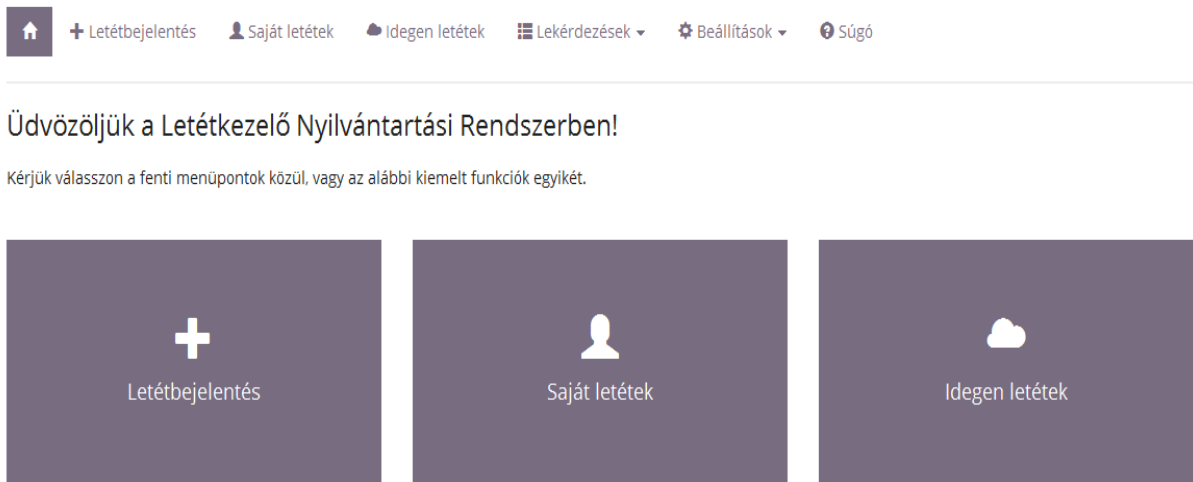 Letétbejelentés Saját letétek Idegen letétek Lekérdezések Beállítások Súgó
Üdvözöljük a Letétkezelő Nyilvántartási Rendszerben!
Kérjük válasszon a fenti menüpontok közül, vagy az alábbi kiemelt funkciók egyikét.
Letétbejelentés Saját letétek Idegen letétek